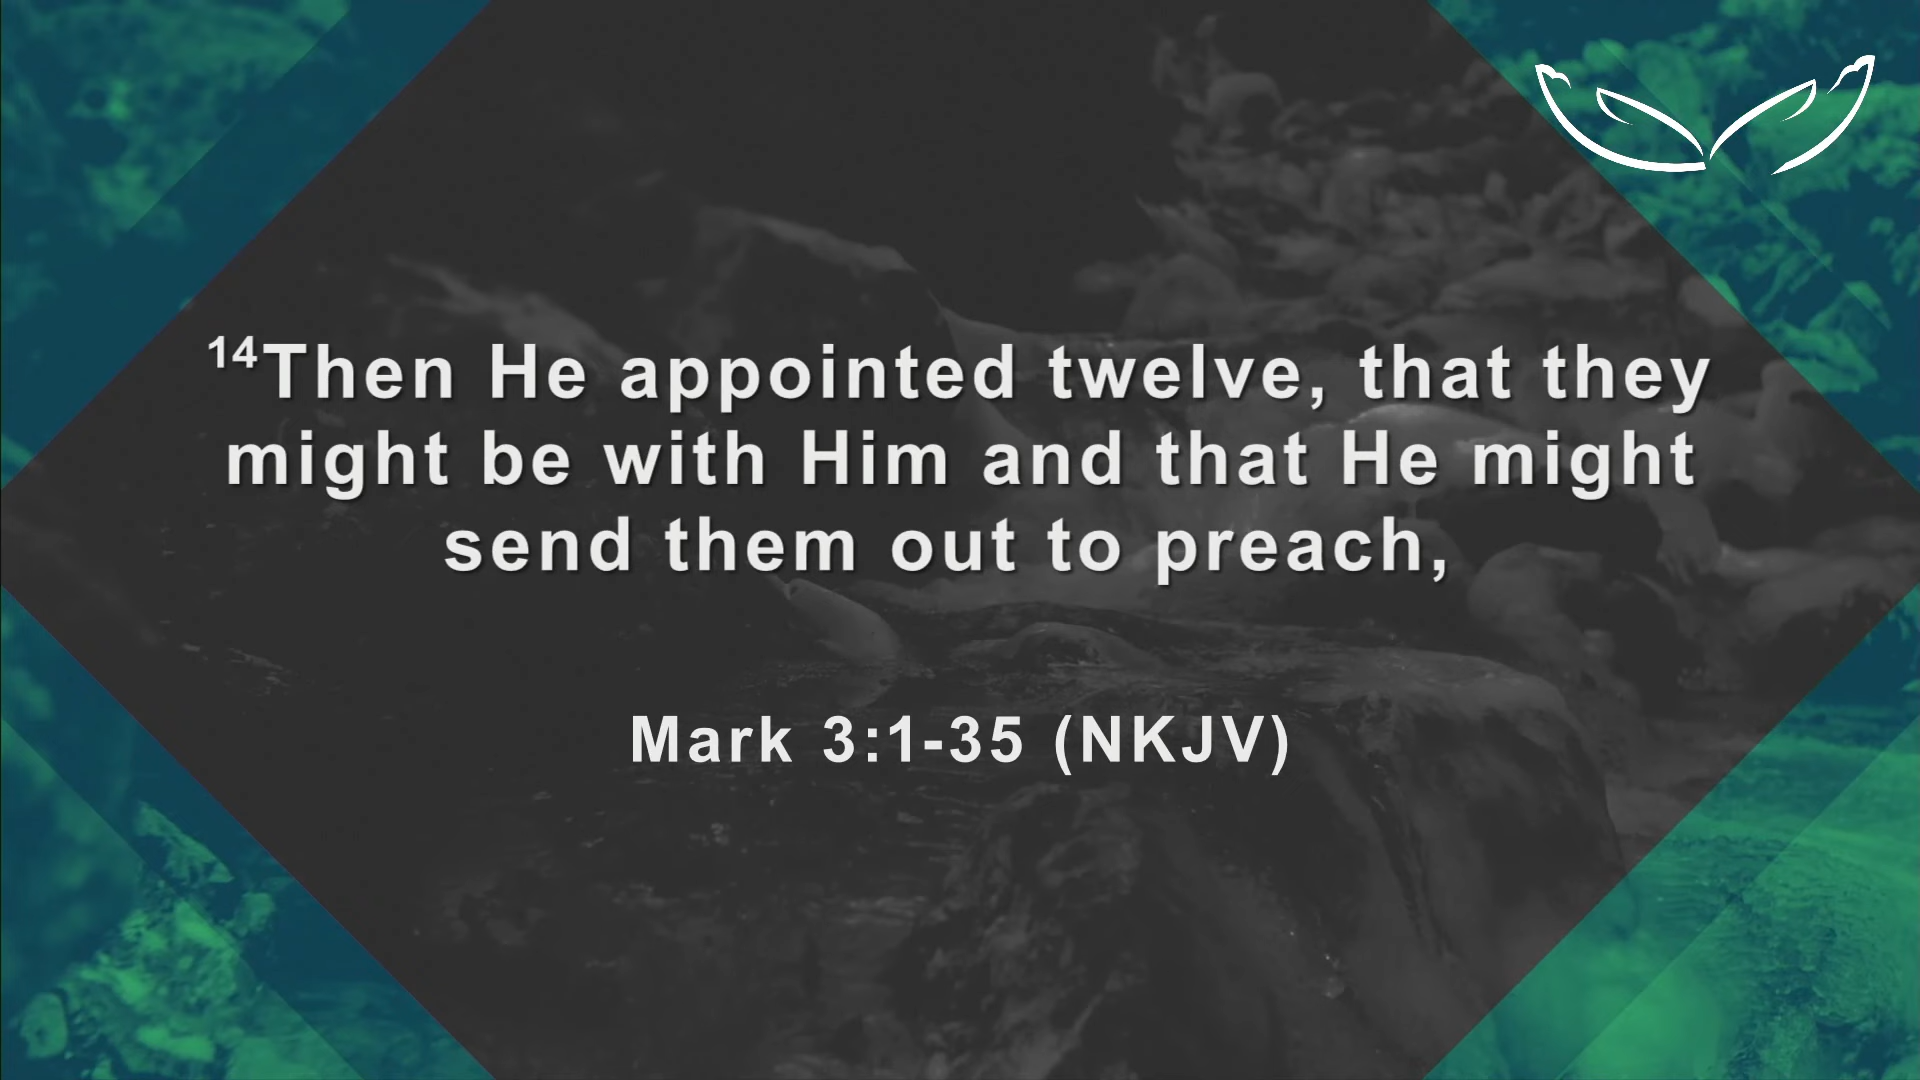 14Then He appointed twelve, that they
might be with Him and that He might
send them out to preach,
Mark 3:1-35 (NKJV)